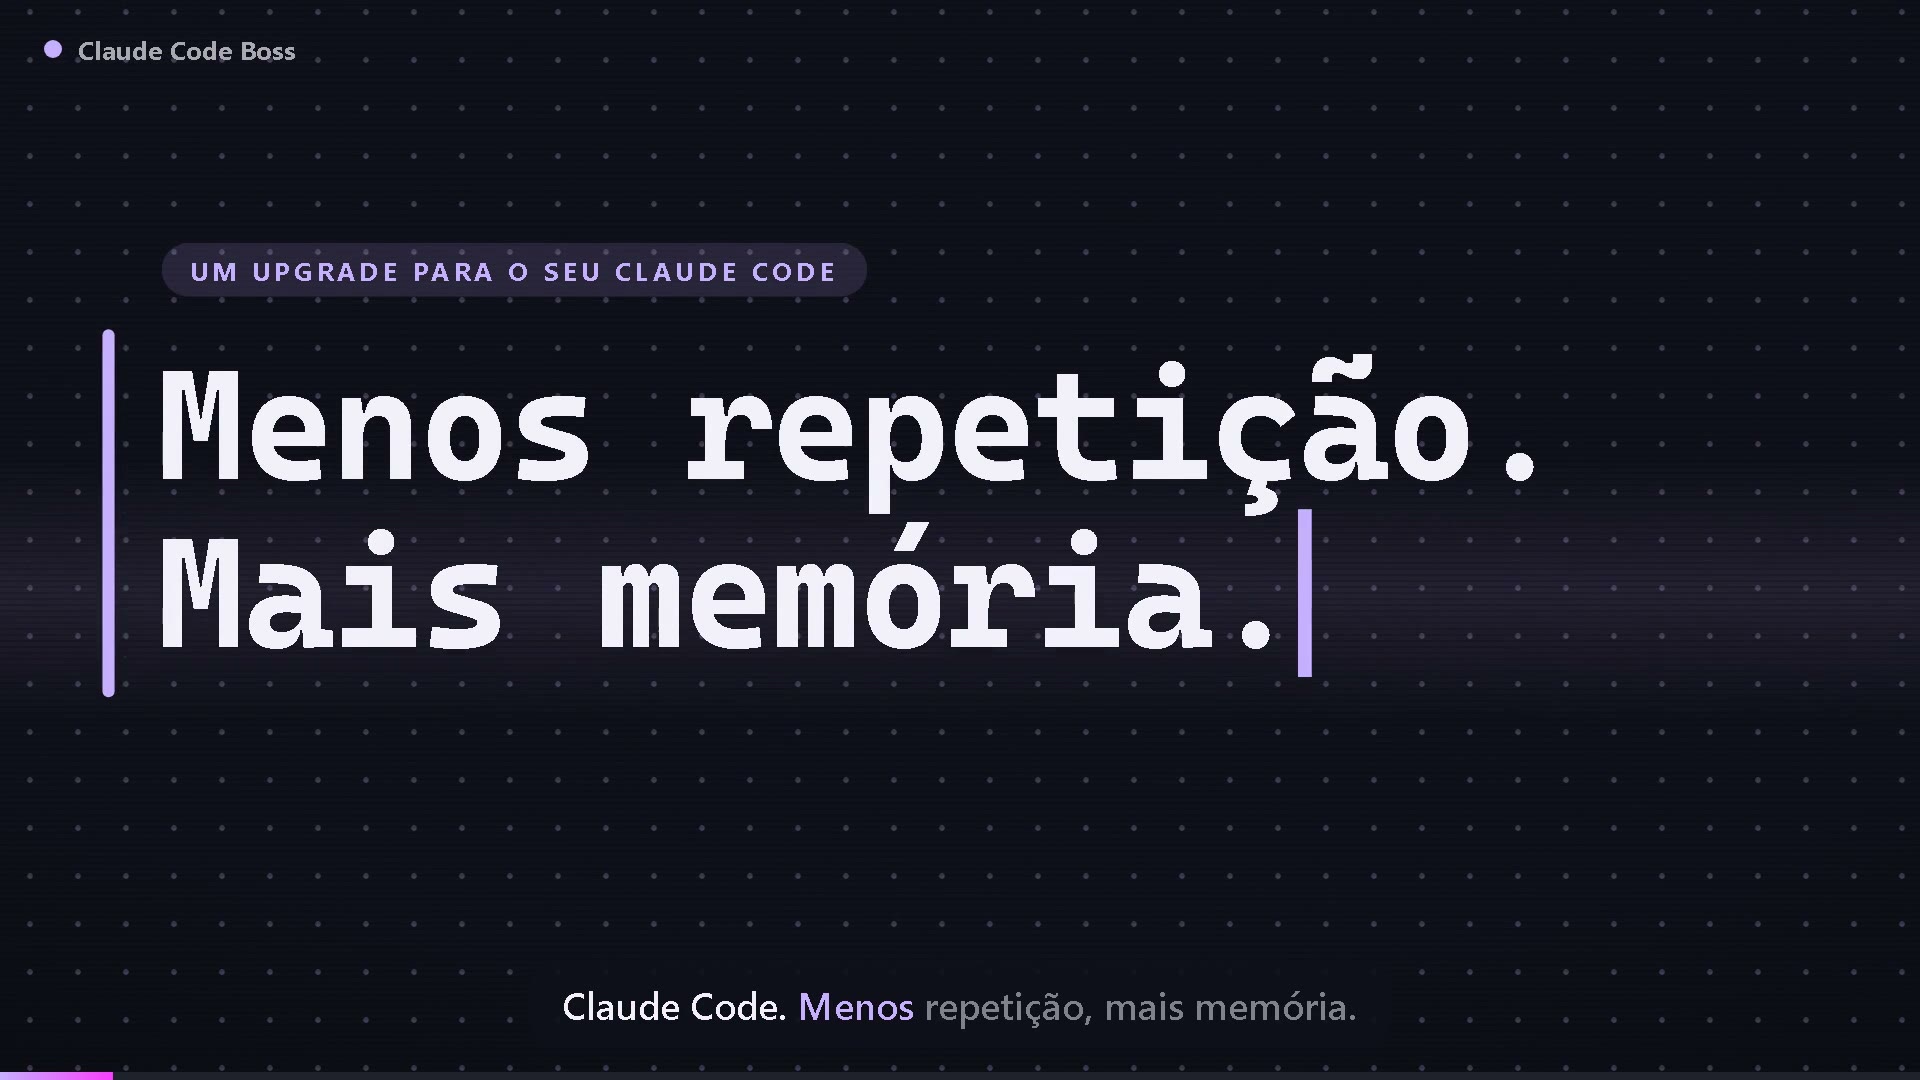 Claude Code Boss
UM UPGRADE PARA O SEU CLAUDE CODE
Menos repetição.
Mais memória.
Claude Code. Menos repetição, mais memória.